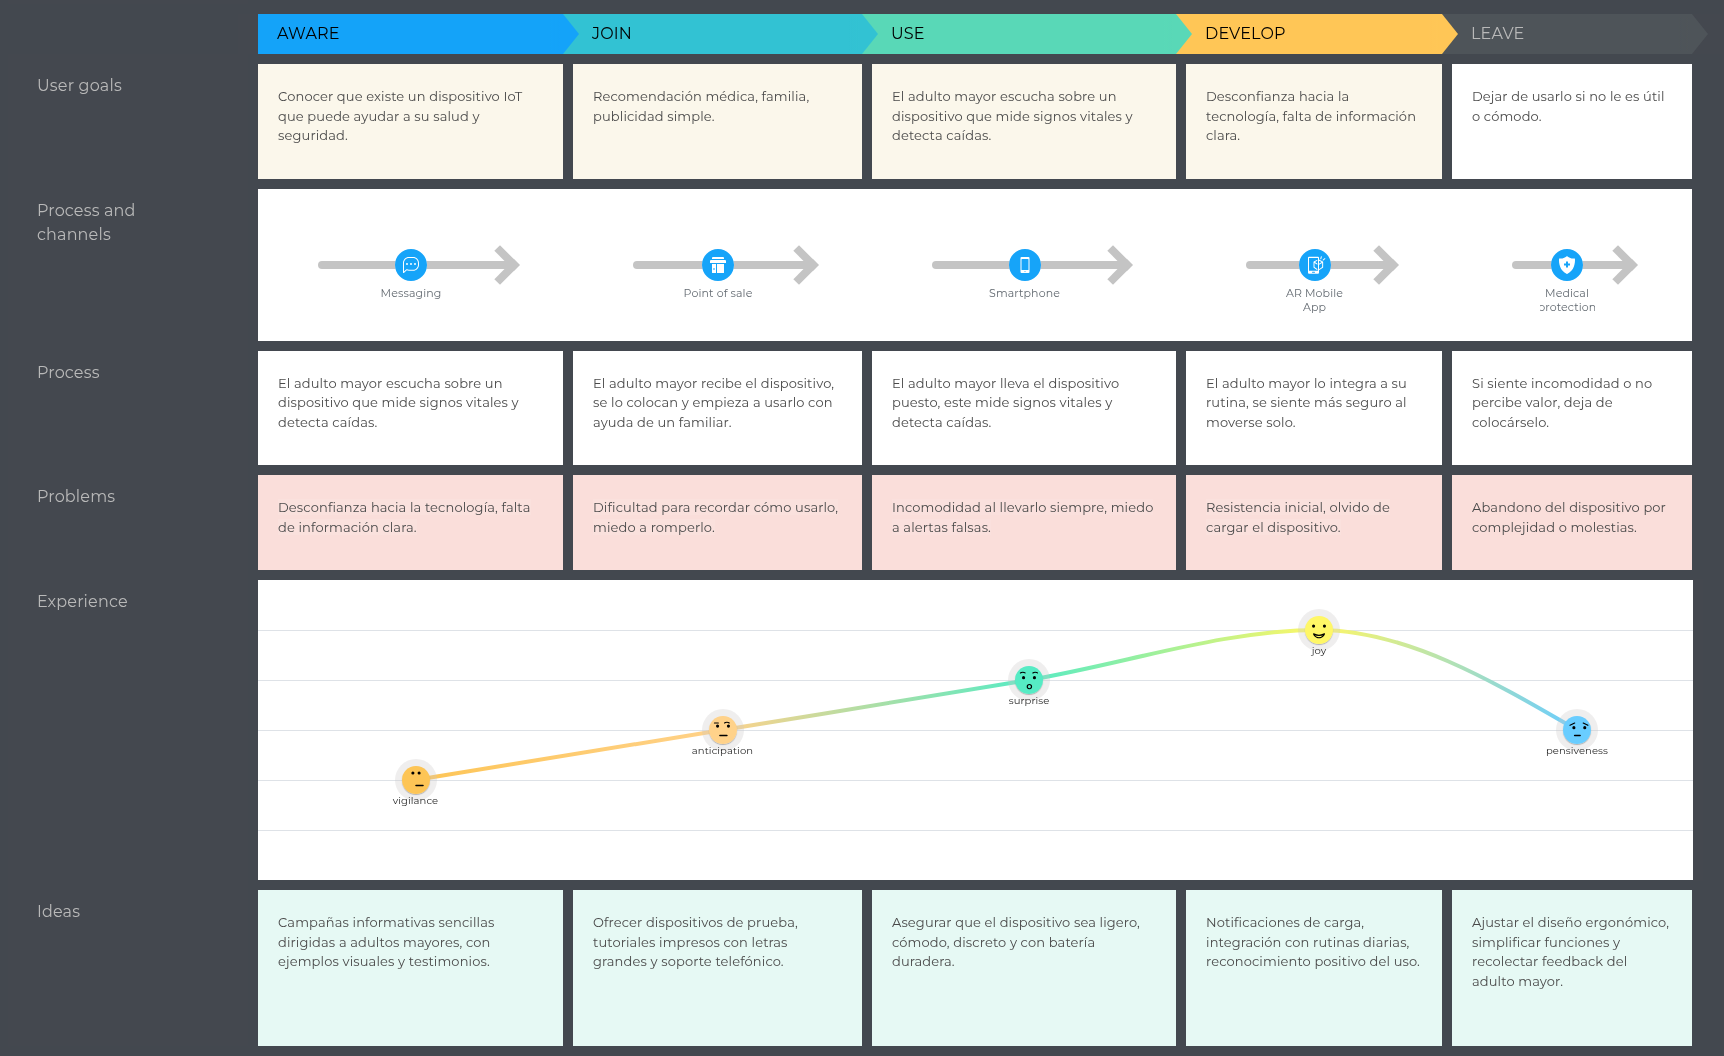 AWARE
JOIN
USE
DEVELOP
LEAVE
User goals
Conocer que existe un dispositivo IoT
que puede ayudar a su salud y
seguridad.
Recomendación médica, familia,
publicidad simple.
El adulto mayor escucha sobre un
dispositivo que mide signos vitales y
detecta caídas.
Desconfianza hacia la
tecnología, falta de información
clara.
Dejar de usarlo si no le es útil
o cómodo.
Process and
channels
Messaging
Point of sale
Smartphone
AR Mobile
App
Medical
protection
Process
El adulto mayor escucha sobre un
dispositivo que mide signos vitales y
detecta caídas.
El adulto mayor recibe el dispositivo,
se lo colocan y empieza a usarlo con
ayuda de un familiar.
El adulto mayor lleva el dispositivo
puesto, este mide signos vitales y
detecta caídas.
El adulto mayor lo integra a su
rutina, se siente más seguro al
moverse solo.
Si siente incomodidad o no
percibe valor, deja de
colocárselo.
Problems
Desconfianza hacia la tecnología, falta
de información clara.
Dificultad para recordar cómo usarlo,
miedo a romperlo.
Incomodidad al llevarlo siempre, miedo
a alertas falsas.
Resistencia inicial, olvido de
cargar el dispositivo.
Abandono del dispositivo por
complejidad o molestias.
Experience
vigilance
anticipation
surprise
joy
pensiveness
Ideas
Campañas informativas sencillas
dirigidas a adultos mayores, con
ejemplos visuales y testimonios.
Ofrecer dispositivos de prueba,
tutoriales impresos con letras
grandes y soporte telefónico.
Asegurar que el dispositivo sea ligero,
cómodo, discreto y con batería
duradera.
Notificaciones de carga,
integración con rutinas diarias,
reconocimiento positivo del uso.
Ajustar el diseño ergonómico,
simplificar funciones y
recolectar feedback del
adulto mayor.